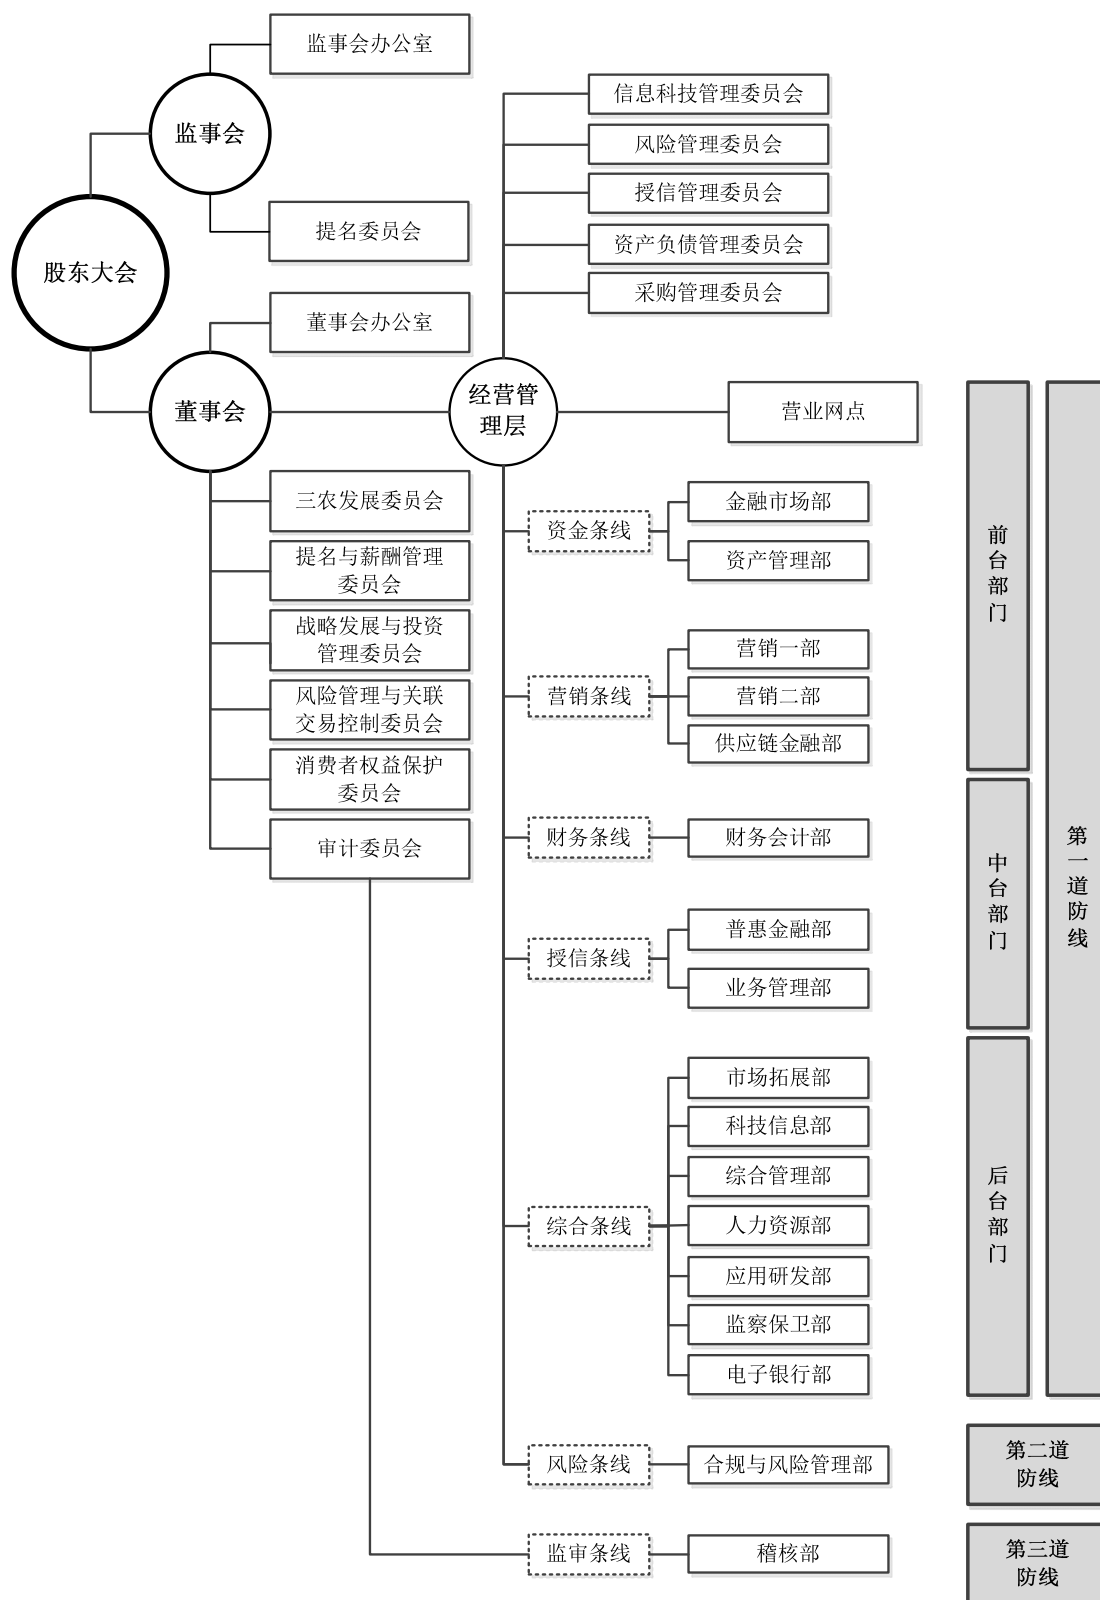 监事会办公室
监事会
提名委员会
股东大会
董事会办公室
董事会
三农发展委员会
提名与薪酬管理
委员会
战略发展与投资
管理委员会
风险管理与关联
交易控制委员会
消费者权益保护
委员会
审计委员会
信息科技管理委员会
风险管理委员会
授信管理委员会
资产负债管理委员会
采购管理委员会
经营管
理层
营业网点
资金条线
金融市场部
资产管理部
营销条线
营销一部
营销二部
供应链金融部
财务条线
财务会计部
授信条线
普惠金融部
业务管理部
综合条线
市场拓展部
科技信息部
综合管理部
人力资源部
应用研发部
监察保卫部
电子银行部
风险条线
合规与风险管理部
监审条线
稽核部
前台部门
中台部门
后台部门
第一道防线
第二道
防线
第三道
防线